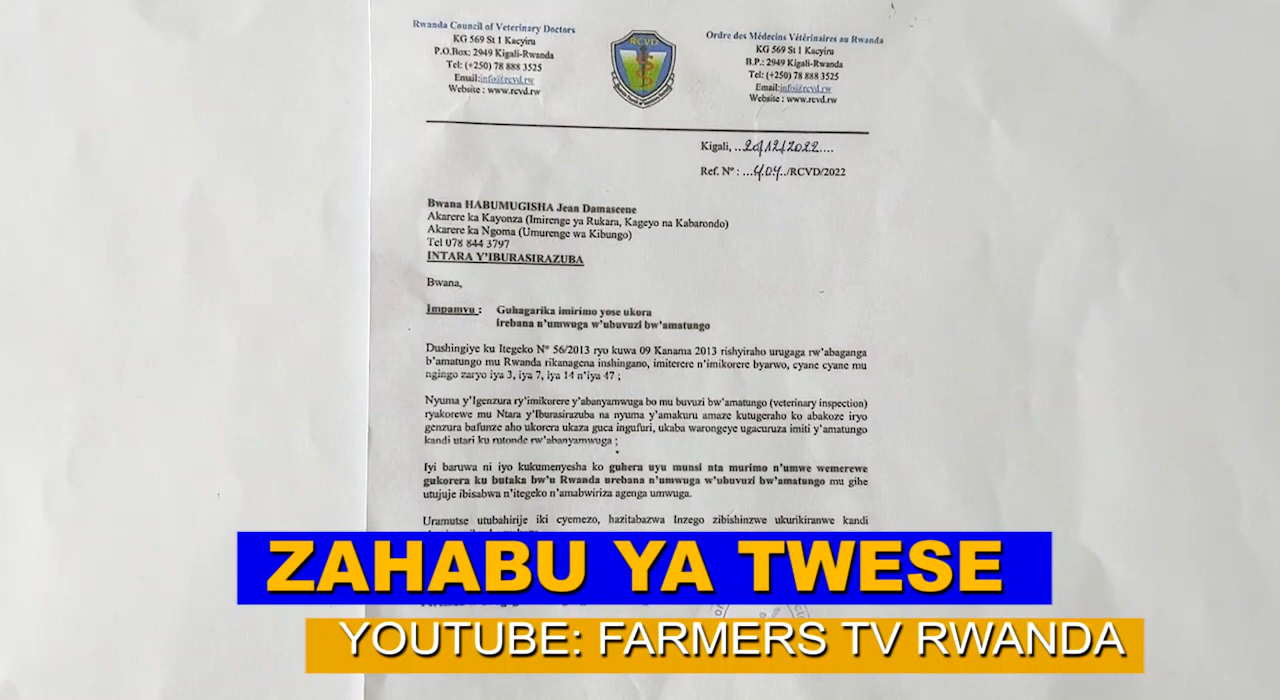 Rwanda Council of Veterinary Doctors
KG 569 St 1 Kacyiru
P.O.Box: 2949 Kigali-Rwanda
Tel: (+250) 78 888 3525
Email:info@rcvd.rw
Website : www.rcvd.rw
RCVD
Ordre des Médecins Vétérinaires au Rwanda
KG 569 St 1 Kacyiru
B.P.: 2949 Kigali-Rwanda
Tel: (+250) 78 888 3525
Email:info@rcvd.rw
Website : www.rcvd.rw
Kigali, ..20/12/2022....
Ref. Nº : ...404../RCVD/2022
Bwana HABUMUGISHA Jean Damascene
Akarere ka Kayonza (Imirenge ya Rukara, Kageyo na Kabarondo)
Akarere ka Ngoma (Umurenge wa Kibungo)
Tel 078 844 3797
INTARA Y'IBURASIRAZUBA
Bwana,
Impamvu : Guhagarika imirimo yose ukora
irebana n'umwuga w'ubuvuzi bw'amatungo
Dushingiye ku Itegeko Nº 56/2013 ryo kuwa 09 Kanama 2013 rishyiraho urugaga rw'abaganga
b'amatungo mu Rwanda rikanagena inshingano, imiterere n'imikorere byarwo, cyane cyane mu
ngingo zaryo iya 3, iya 7, iya 14 n'iya 47 ;
Nyuma y'Igenzura ry'imikorere y'abanyamwuga bo mu buvuzi bw'amatungo (veterinary inspection)
ryakorewe mu Ntara y'Iburasirazuba na nyuma y'amakuru amaze kutugeraho ko abakoze iryo
genzura bafunze aho ukorera ukaza guca ingufuri, ukaba warongeye ugacuruza imiti y'amatungo
kandi utari ku rutonde rw'abanyamwuga ;
Iyi baruwa ni iyo kukumenyesha ko guhera uyu munsi nta murimo n'umwe wemerewe
gukorera ku butaka bw'u Rwanda urebana n'umwuga w'ubuvuzi bw'amatungo mu gihe
utujuje ibisabwa n'itegeko n'amabwiriza agenga umwuga.
Uramutse utubahirije iki cyemezo, hazitabazwa Inzego zibishinzwe ukurikiranwe kandi
ZAHABU YA TWESE
YOUTUBE: FARMERS TV RWANDA